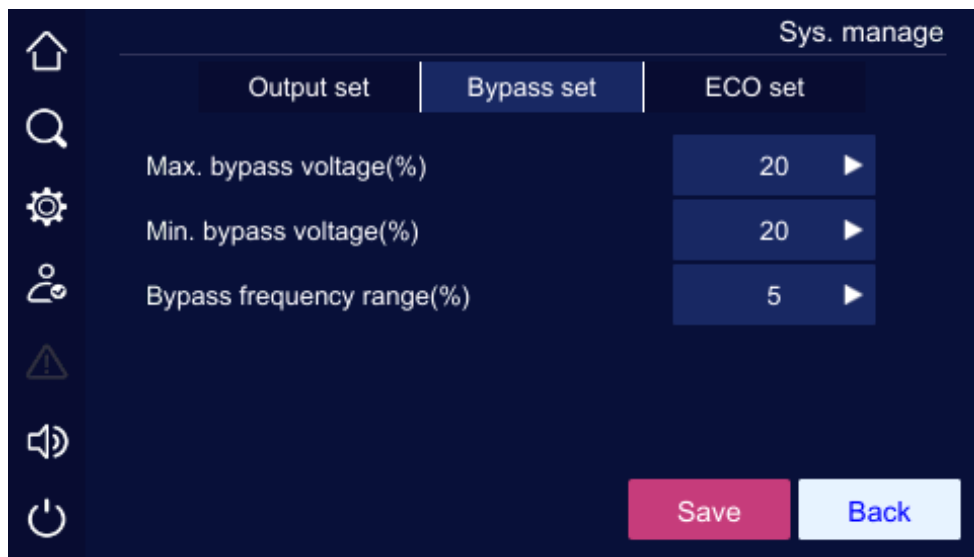 Sys. manage
Output set Bypass set ECO set
Max. bypass voltage(%) 20
Min. bypass voltage(%) 20
Bypass frequency range(%) 5
Save Back